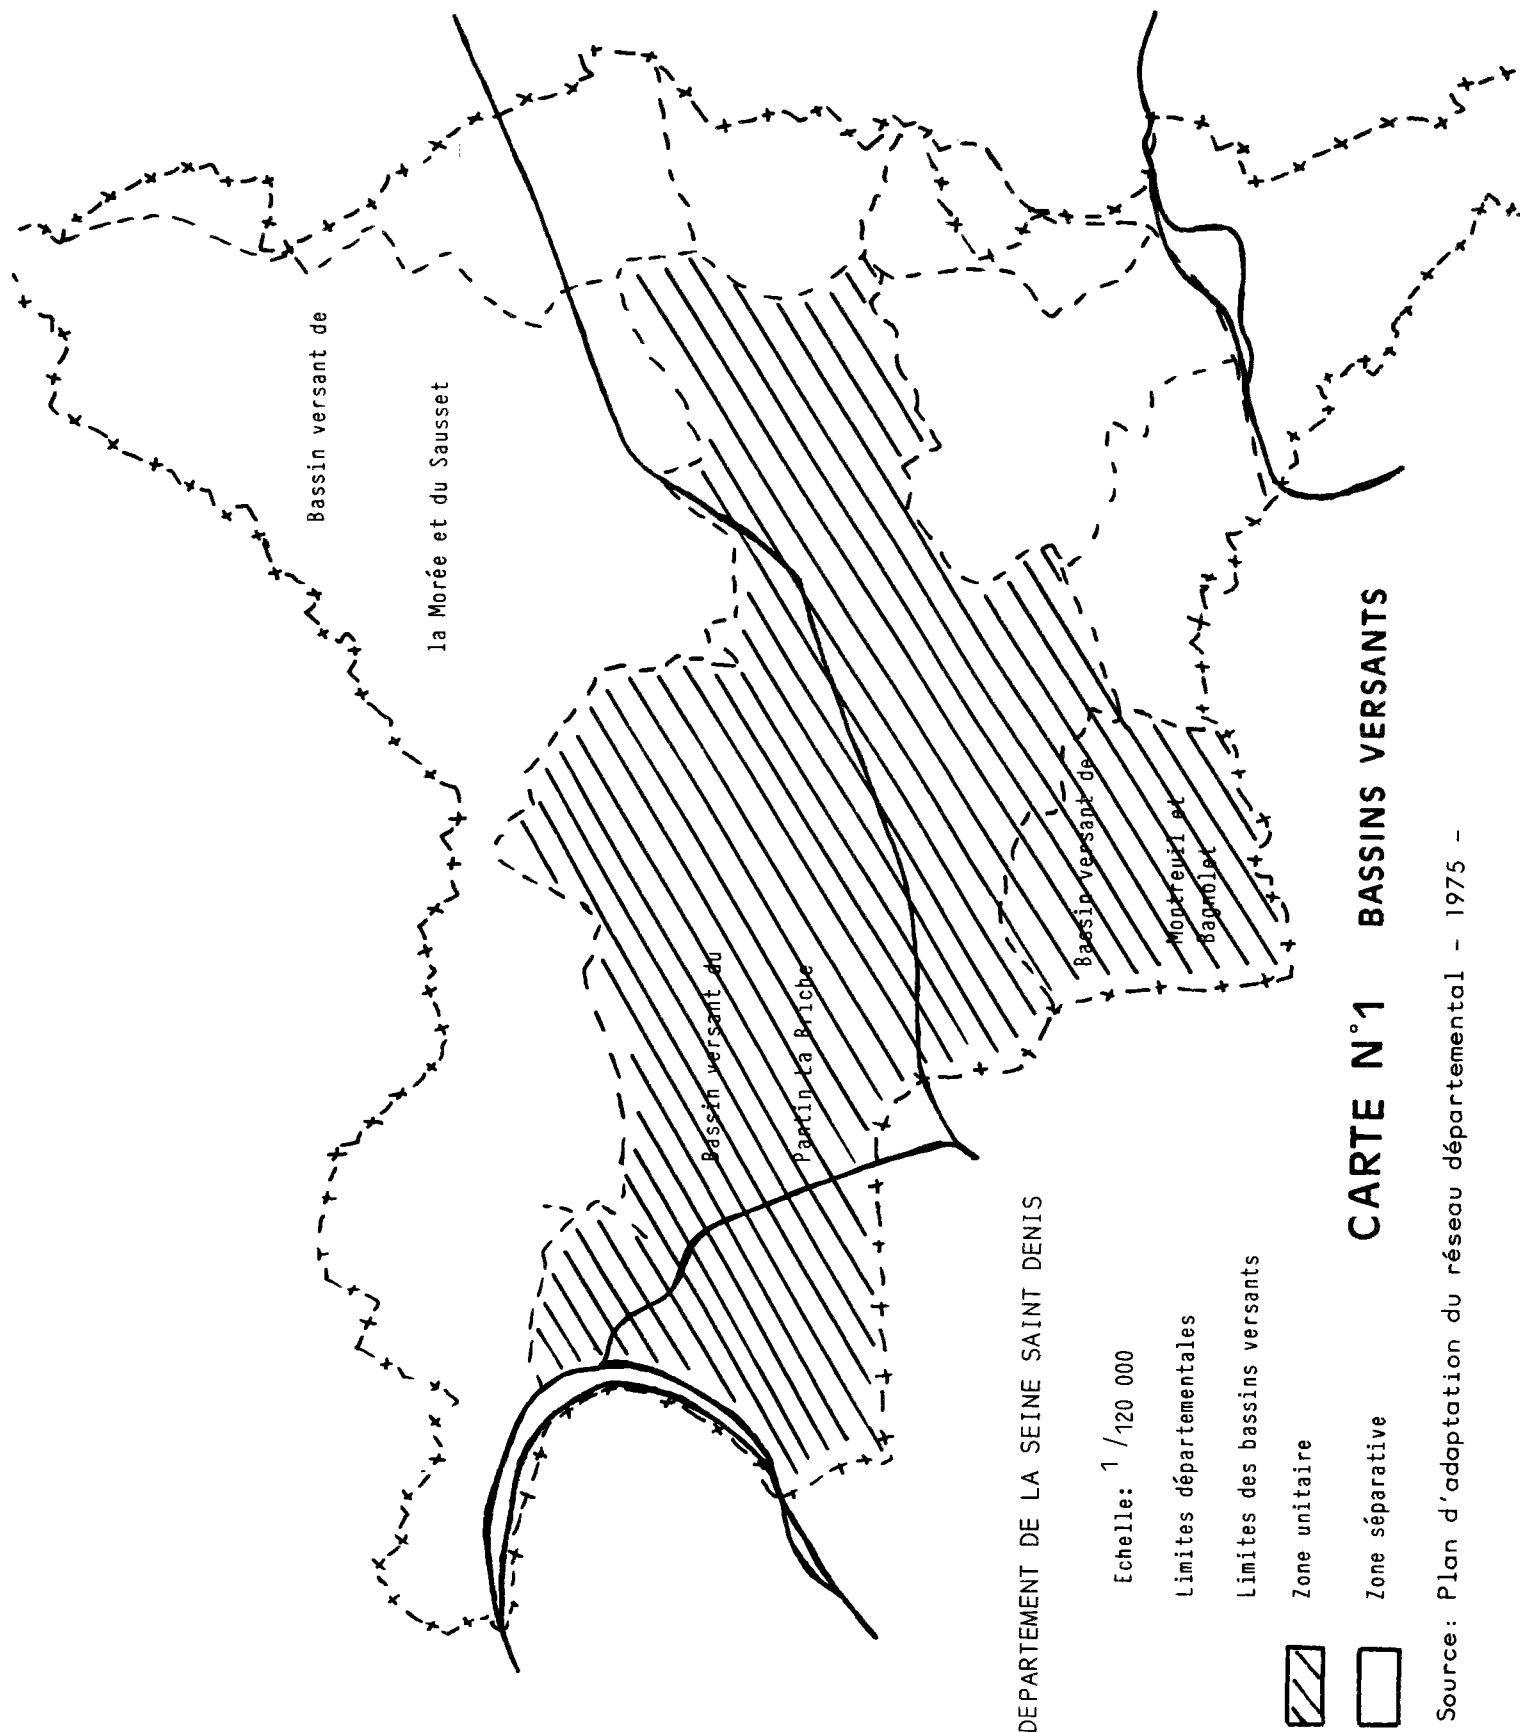 Bassin versant de
la Morée et du Sausset
Bassin versant du
Pantin La Briche
Bassin versant de
Montreuil et
Bagnolet
DEPARTEMENT DE LA SEINE SAINT DENIS
Echelle: 1 /120 000
Limites départementales
Limites des bassins versants
Zone unitaire
Zone séparative
CARTE N°1 BASSINS VERSANTS
Source: Plan d'adaptation du réseau départemental - 1975 -